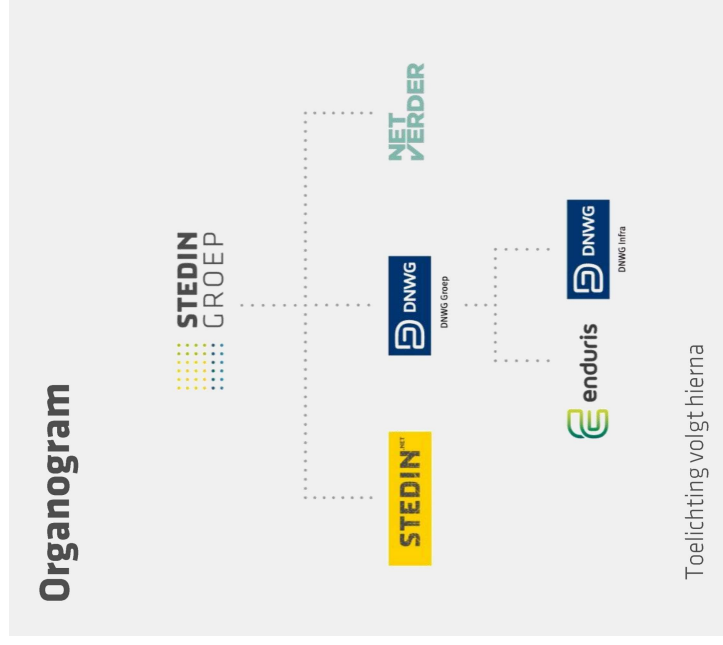 Organogram
STEDIN
GROEP
STEDIN.NET
DNWG
DNWG Groep
NET
VERDER
enduris
DNWG
DNWG Infra
Toelichting volgt hierna